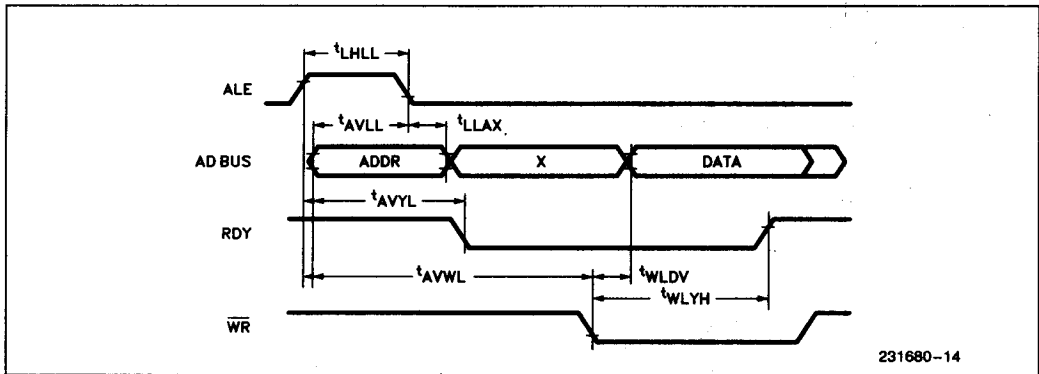 tLHLL
ALE
tAVLL
tLLAX
AD BUS
ADDR
X
DATA
tAVYL
RDY
tAVWL
tWLDV
tWLYH
WR
231680-14